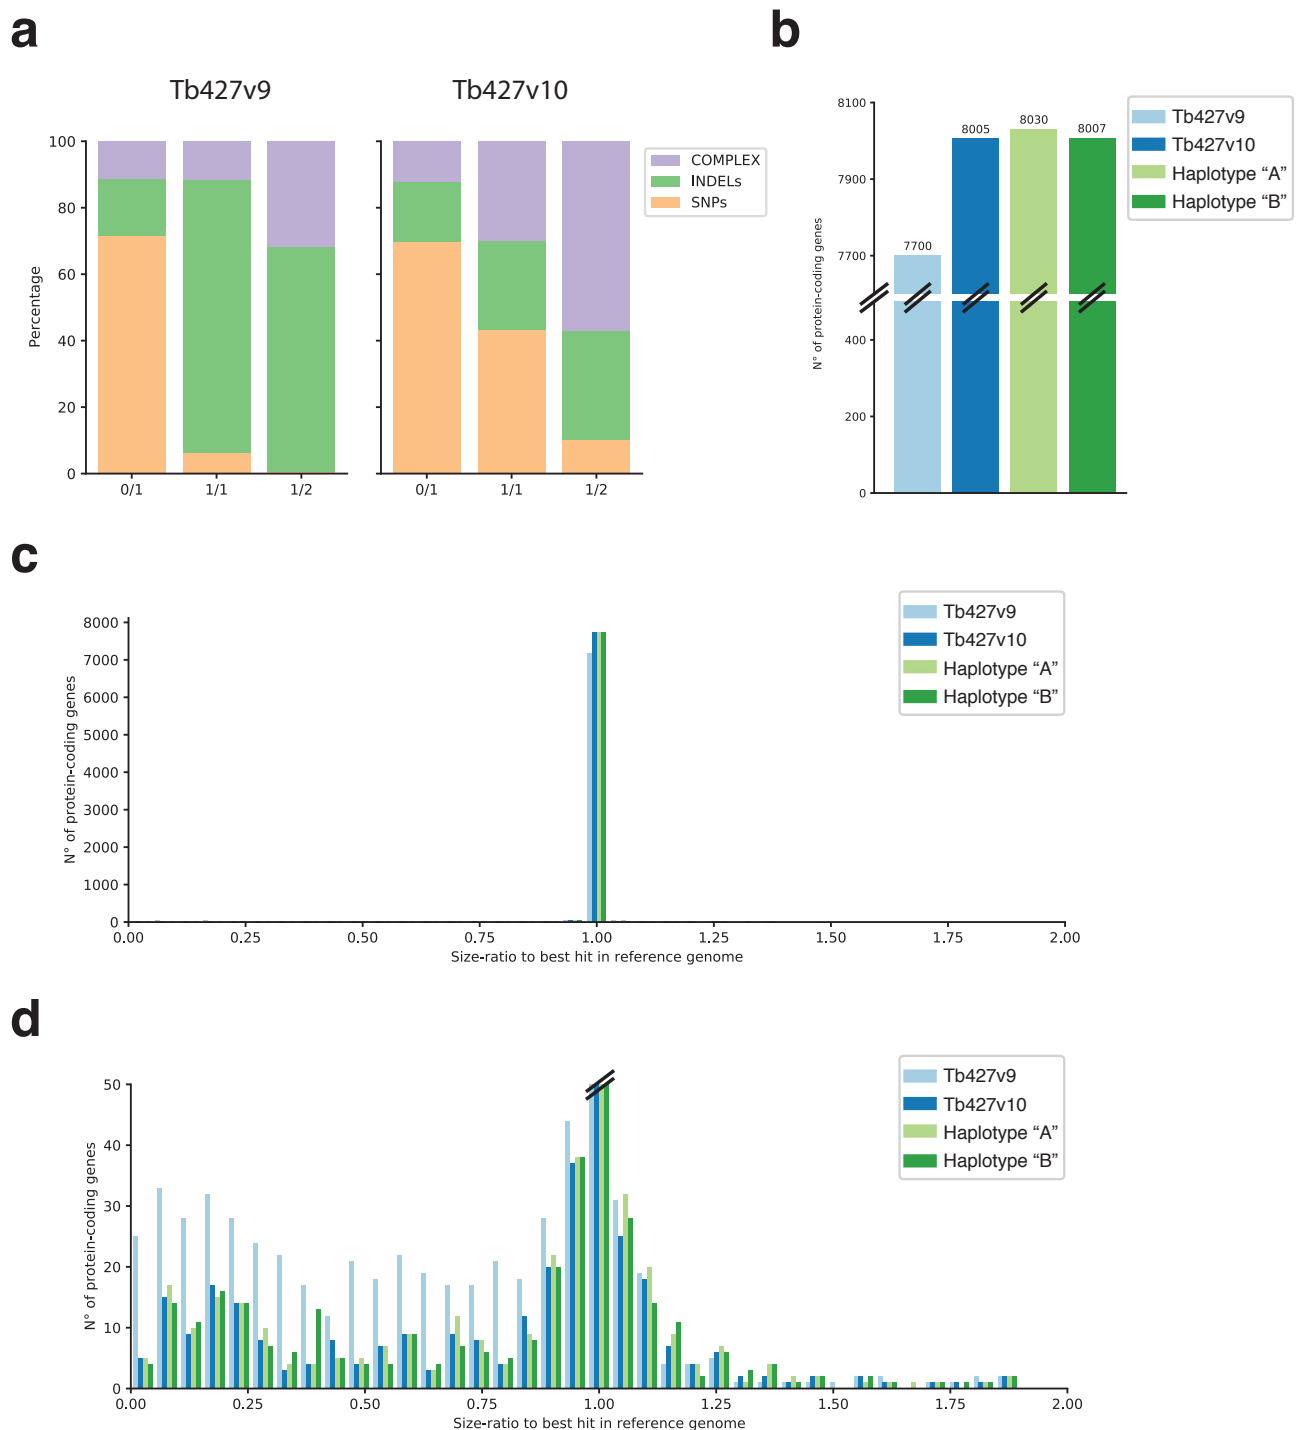 a
Tb427v9
Tb427v10
100
80
60
40
20
0
Percentage
0/1
1/1
1/2
0/1
1/1
1/2
COMPLEX
INDELs
SNPs
b
8100
7900
7700
400
200
0
N° of protein-coding genes
7700
8005
8030
8007
Tb427v9
Tb427v10
Haplotype “A”
Haplotype “B”
c
8000
7000
6000
5000
4000
3000
2000
1000
0
N° of protein-coding genes
0.00
0.25
0.50
0.75
1.00
1.25
1.50
1.75
2.00
Size-ratio to best hit in reference genome
Tb427v9
Tb427v10
Haplotype “A”
Haplotype “B”
d
50
40
30
20
10
0
N° of protein-coding genes
0.00
0.25
0.50
0.75
1.00
1.25
1.50
1.75
2.00
Size-ratio to best hit in reference genome
Tb427v9
Tb427v10
Haplotype “A”
Haplotype “B”